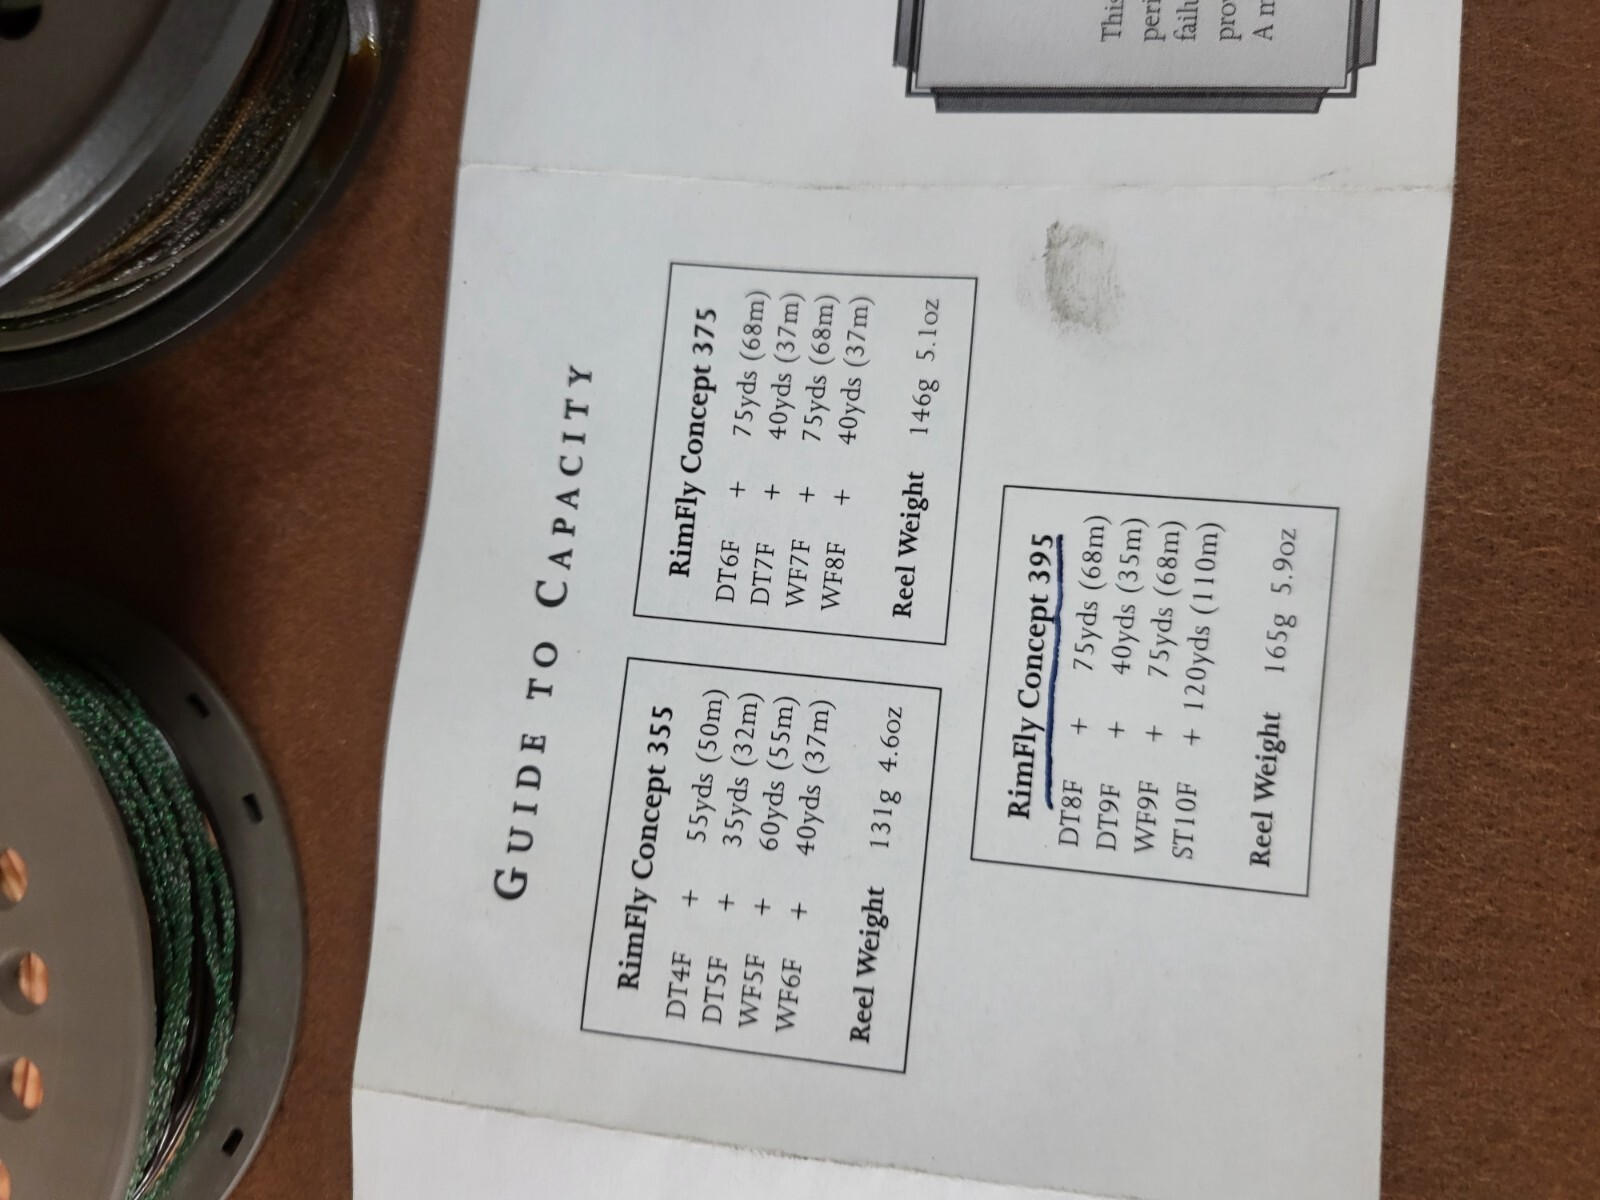 GUIDE TO CAPACITY
RimFly Concept 355
DT4F + 55yds (50m)
DT5F + 35yds (32m)
WF5F + 60yds (55m)
WF6F + 40yds (37m)
Reel Weight 131g 4.6oz
RimFly Concept 375
DT6F + 75yds (68m)
DT7F + 40yds (37m)
WF7F + 75yds (68m)
WF8F + 40yds (37m)
Reel Weight 146g 5.1oz
RimFly Concept 395
DT8F + 75yds (68m)
DT9F + 40yds (35m)
WF9F + 75yds (68m)
ST10F + 120yds (110m)
Reel Weight 165g 5.9oz
This
A m